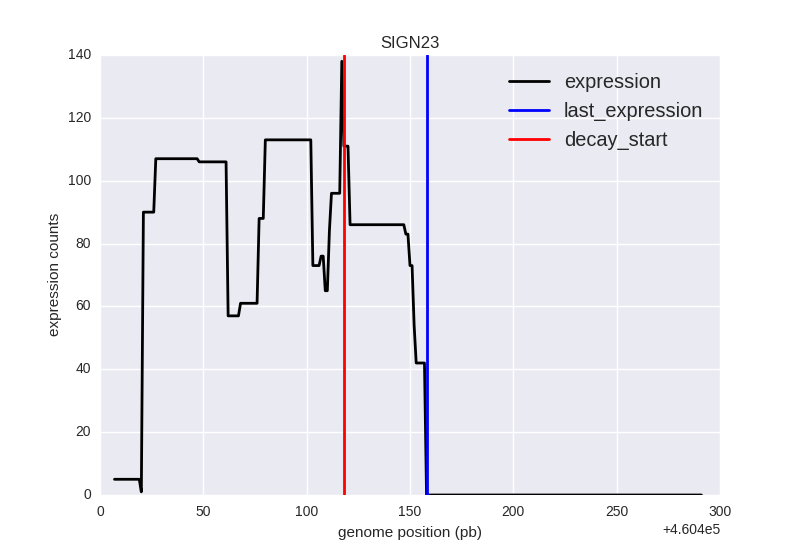 SIGN23
expression counts
140
120
100
80
60
40
20
0
expression
last_expression
decay_start
0 50 100 150 200 250 300
genome position (pb)
+4.604e5